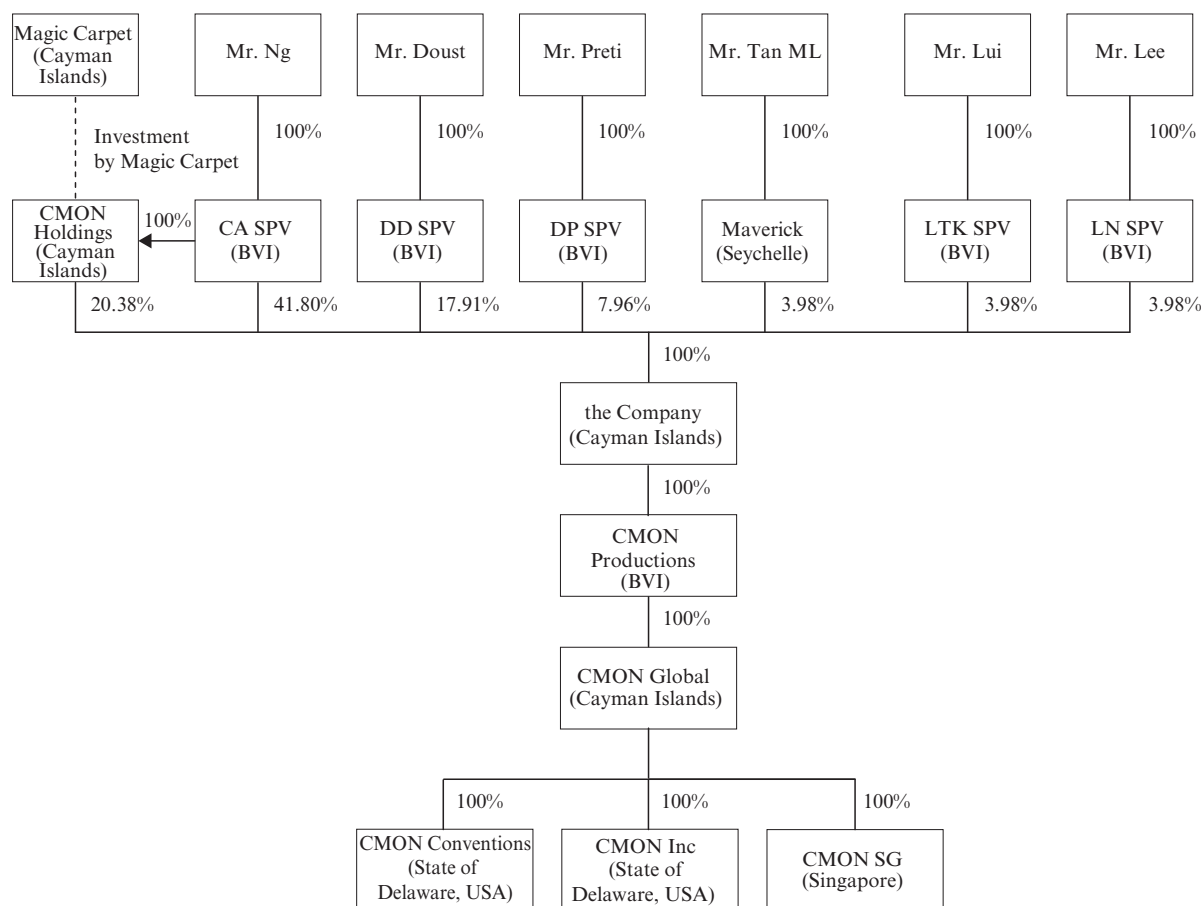 Magic Carpet
(Cayman
Islands)
Mr. Ng
Mr. Doust
Mr. Preti
Mr. Tan ML
Mr. Lui
Mr. Lee
Investment
by Magic Carpet
100%
100%
100%
100%
100%
100%
CMON
Holdings
(Cayman
Islands)
100%
CA SPV
(BVI)
DD SPV
(BVI)
DP SPV
(BVI)
Maverick
(Seychelle)
LTK SPV
(BVI)
LN SPV
(BVI)
20.38%
41.80%
17.91%
7.96%
3.98%
3.98%
3.98%
100%
the Company
(Cayman Islands)
100%
CMON
Productions
(BVI)
100%
CMON Global
(Cayman Islands)
100%
100%
100%
CMON Conventions
(State of
Delaware, USA)
CMON Inc
(State of
Delaware, USA)
CMON SG
(Singapore)